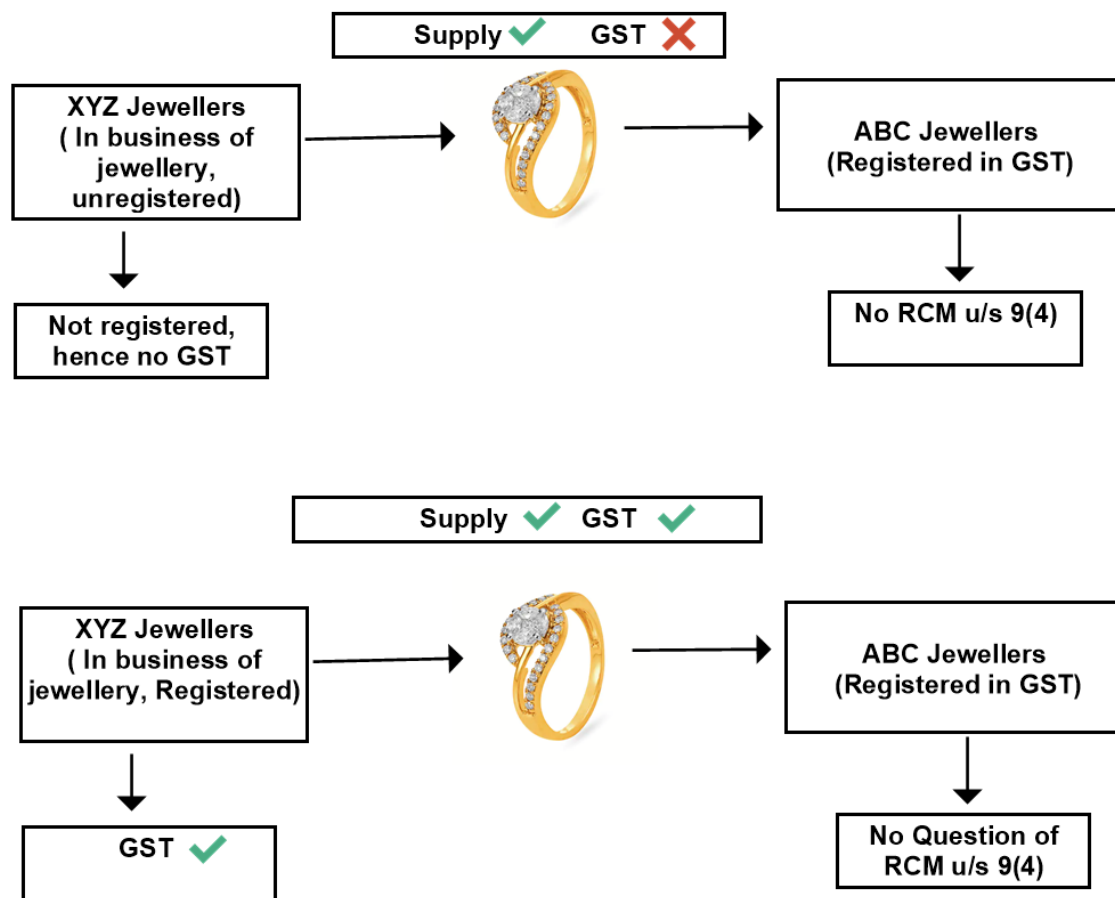 Supply GST
XYZ Jewellers
( In business of
jewellery,
unregistered)
ABC Jewellers
(Registered in GST)
Not registered,
hence no GST
No RCM u/s 9(4)
Supply GST
XYZ Jewellers
( In business of
jewellery, Registered)
ABC Jewellers
(Registered in GST)
GST
No Question of
RCM u/s 9(4)